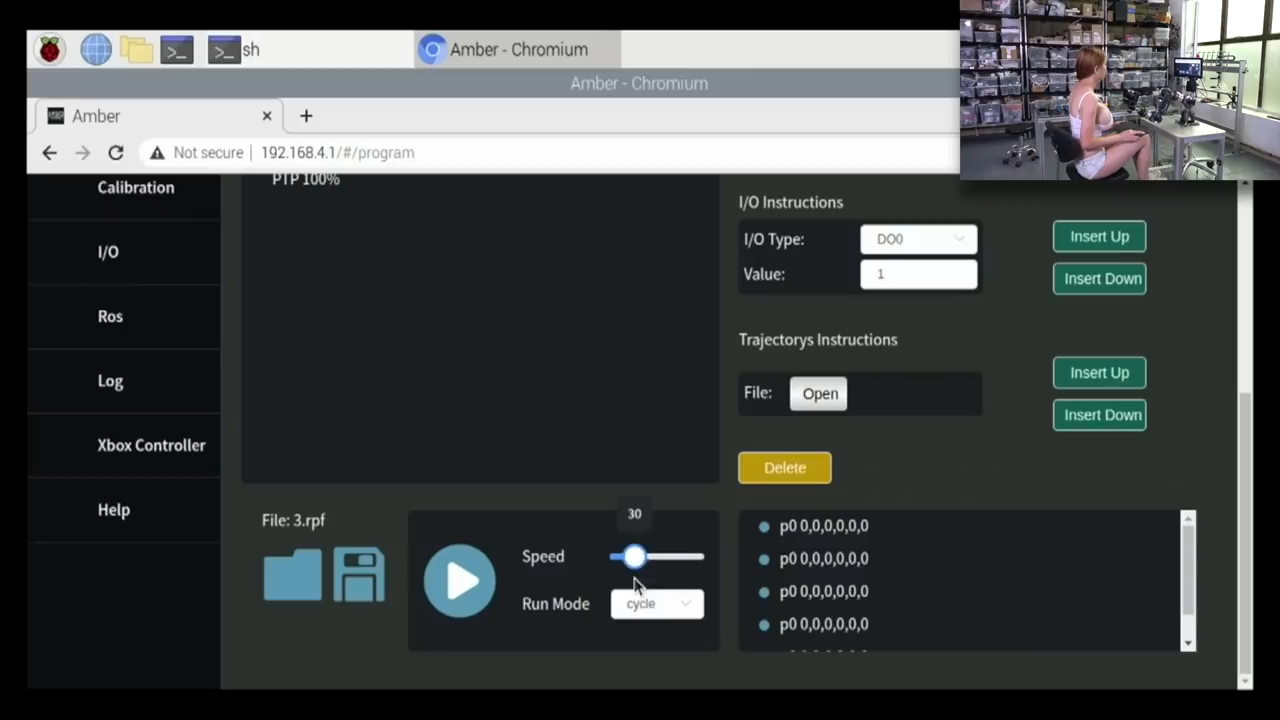 sh
Amber - Chromium
Amber - Chromium
Amber
Not secure
192.168.4.1/#/program
Calibration
I/O
Ros
Log
Xbox Controller
Help
PTP 100%
I/O Instructions
I/O Type:
DO0
Value:
1
Insert Up
Insert Down
Trajectorys Instructions
File:
Open
Insert Up
Insert Down
Delete
File: 3.rpf
30
Speed
Run Mode
cycle
p0 0,0,0,0,0,0
p0 0,0,0,0,0,0
p0 0,0,0,0,0,0
p0 0,0,0,0,0,0